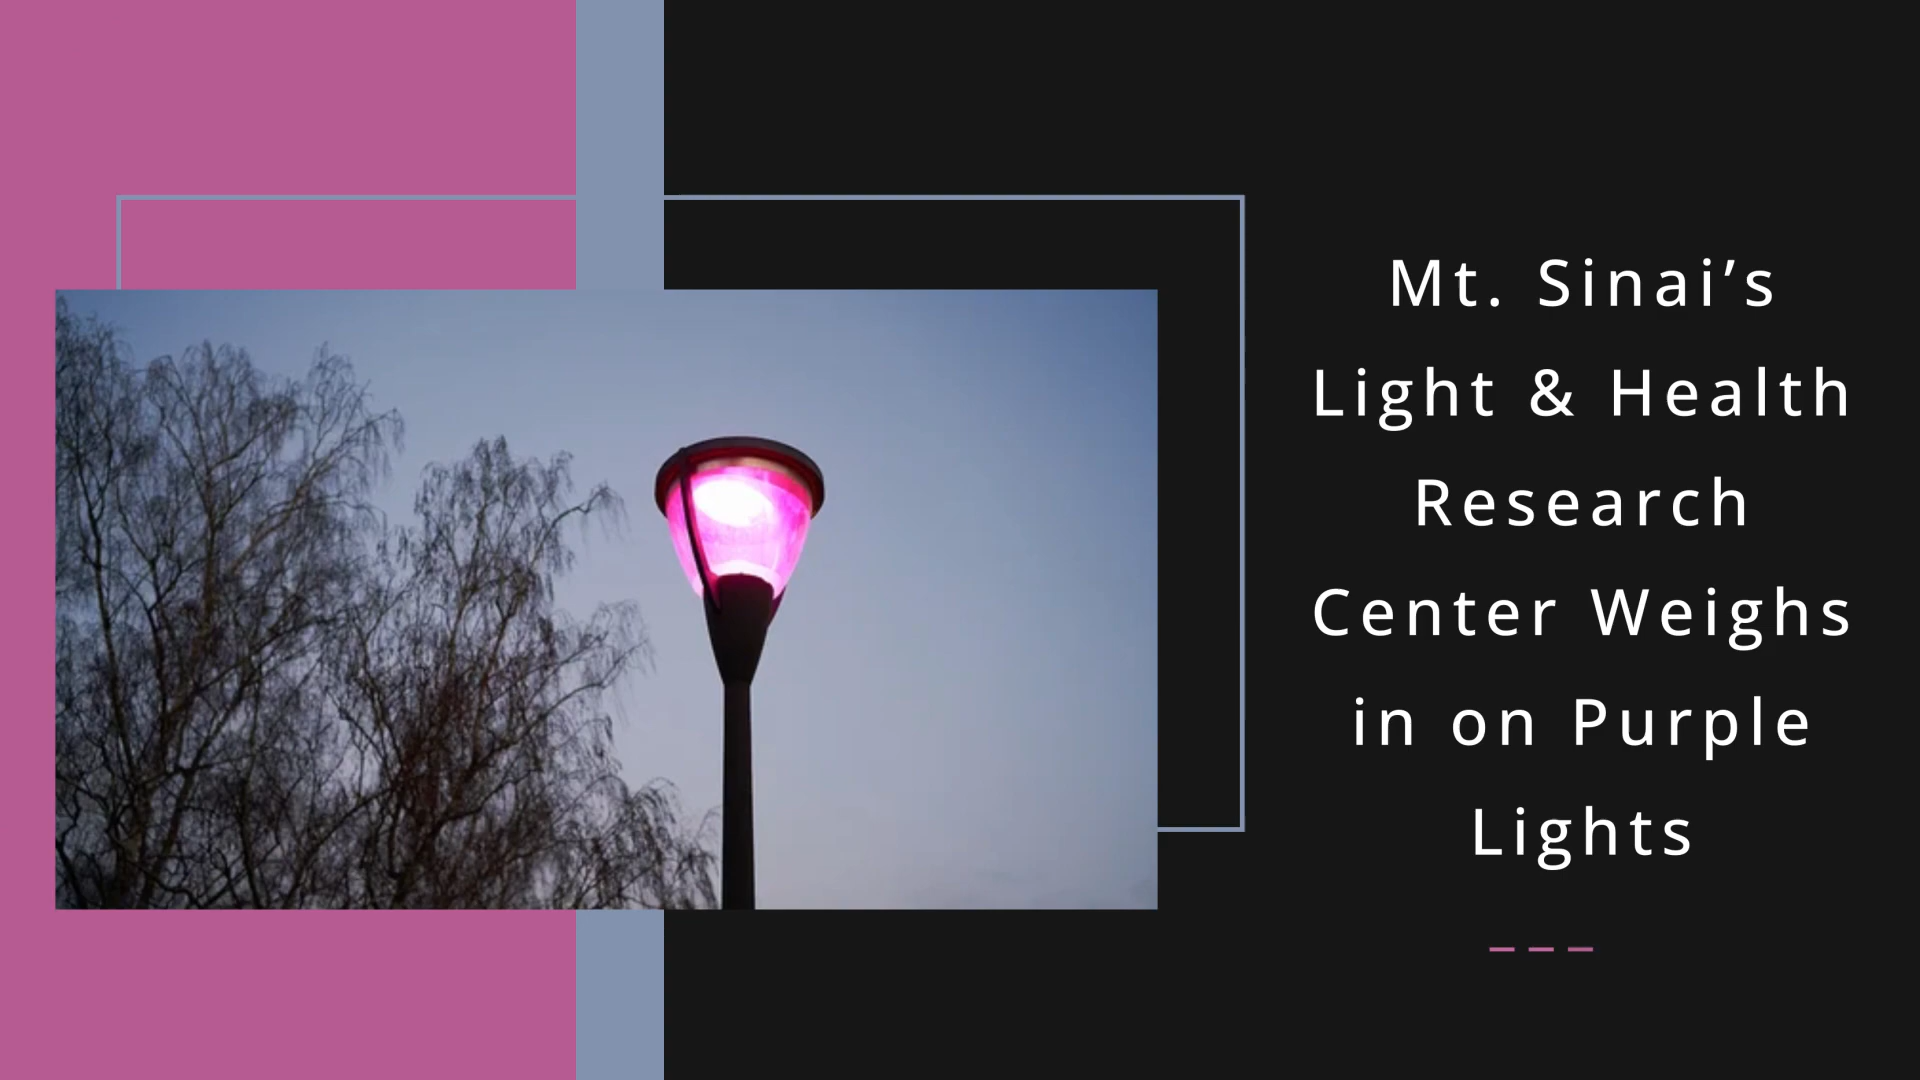 Mt. Sinai’s
Light & Health
Research
Center Weighs
in on Purple
Lights